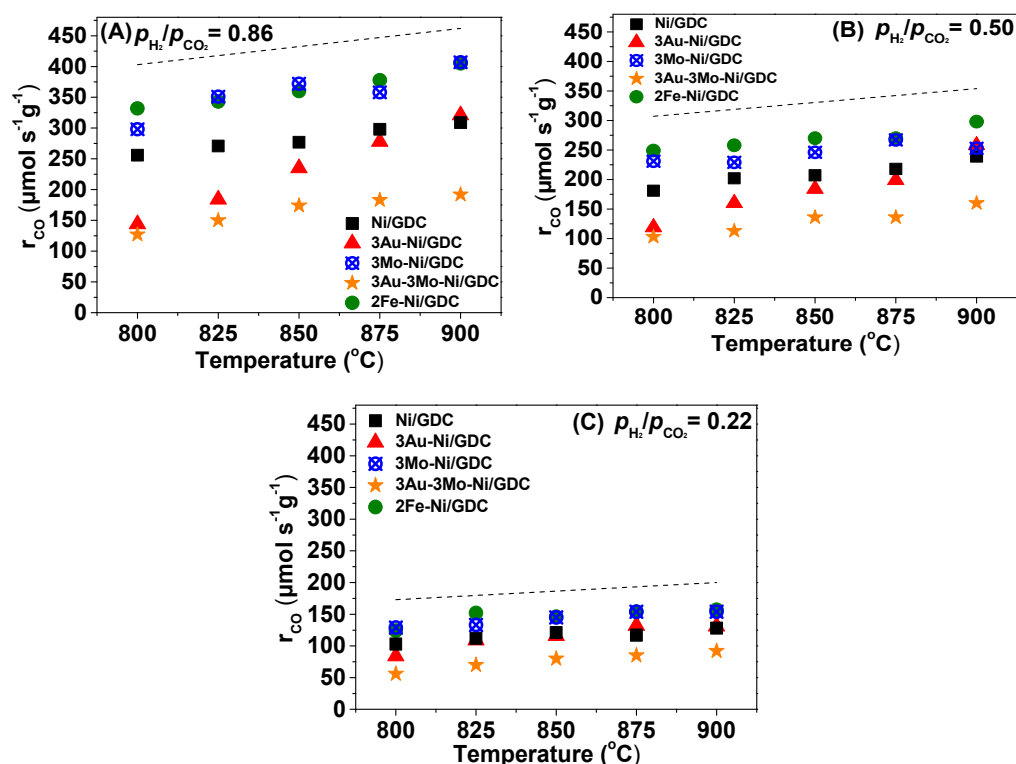 (A) pH₂/pCO₂ = 0.86
rCO (µmol s⁻¹g⁻¹)
450
400
350
300
250
200
150
100
50
0
Ni/GDC
3Au-Ni/GDC
3Mo-Ni/GDC
3Au-3Mo-Ni/GDC
2Fe-Ni/GDC
800 825 850 875 900
Temperature (°C)
(B) pH₂/pCO₂ = 0.50
rCO (µmol s⁻¹g⁻¹)
450
400
350
300
250
200
150
100
50
0
Ni/GDC
3Au-Ni/GDC
3Mo-Ni/GDC
3Au-3Mo-Ni/GDC
2Fe-Ni/GDC
800 825 850 875 900
Temperature (°C)
(C) pH₂/pCO₂ = 0.22
rCO (µmol s⁻¹g⁻¹)
450
400
350
300
250
200
150
100
50
0
Ni/GDC
3Au-Ni/GDC
3Mo-Ni/GDC
3Au-3Mo-Ni/GDC
2Fe-Ni/GDC
800 825 850 875 900
Temperature (°C)